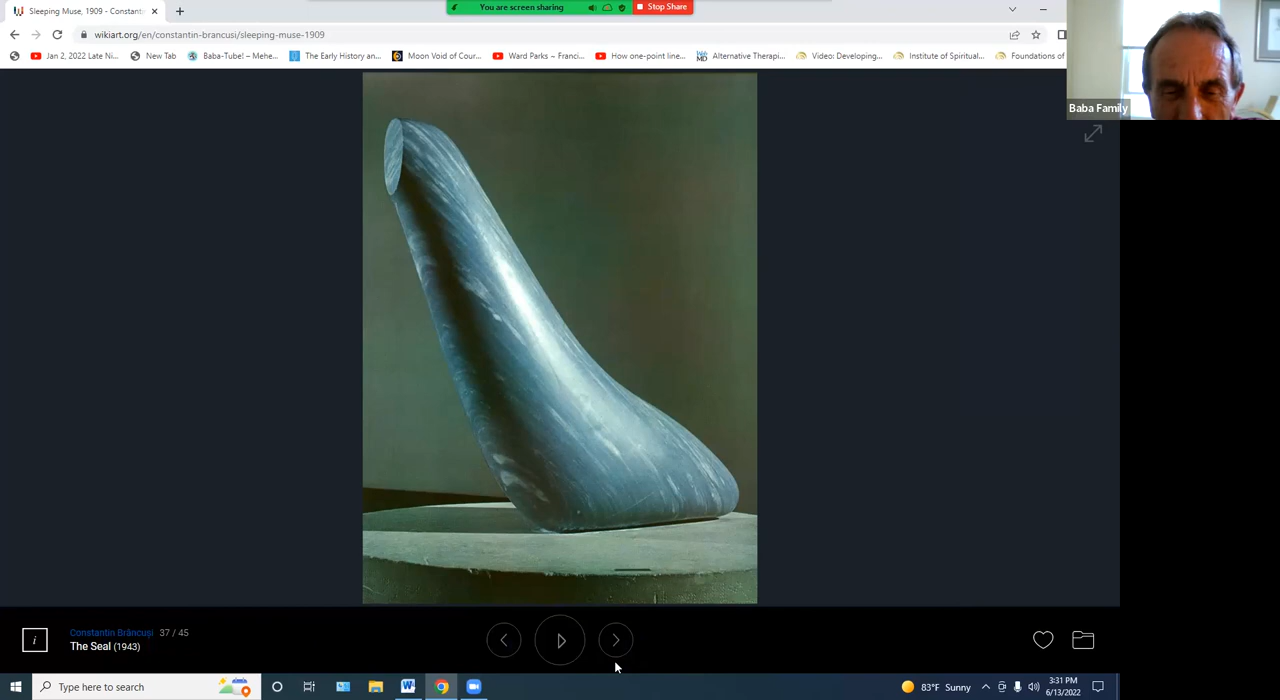 Sleeping Muse, 1909 - Constanti
You are screen sharing
Stop Share
wikiart.org/en/constantin-brancusi/sleeping-muse-1909
Jan 2, 2022 Late Ni...
New Tab
Baba-Tube! – Mehe...
The Early History an...
Moon Void of Cour...
Ward Parks ~ Franci...
How one-point line...
Alternative Therapi...
Video: Developing...
Institute of Spiritual...
Foundations of
Baba Family
Constantin Brâncuși 37 / 45
The Seal (1943)
Type here to search
83°F Sunny
3:31 PM
6/13/2022